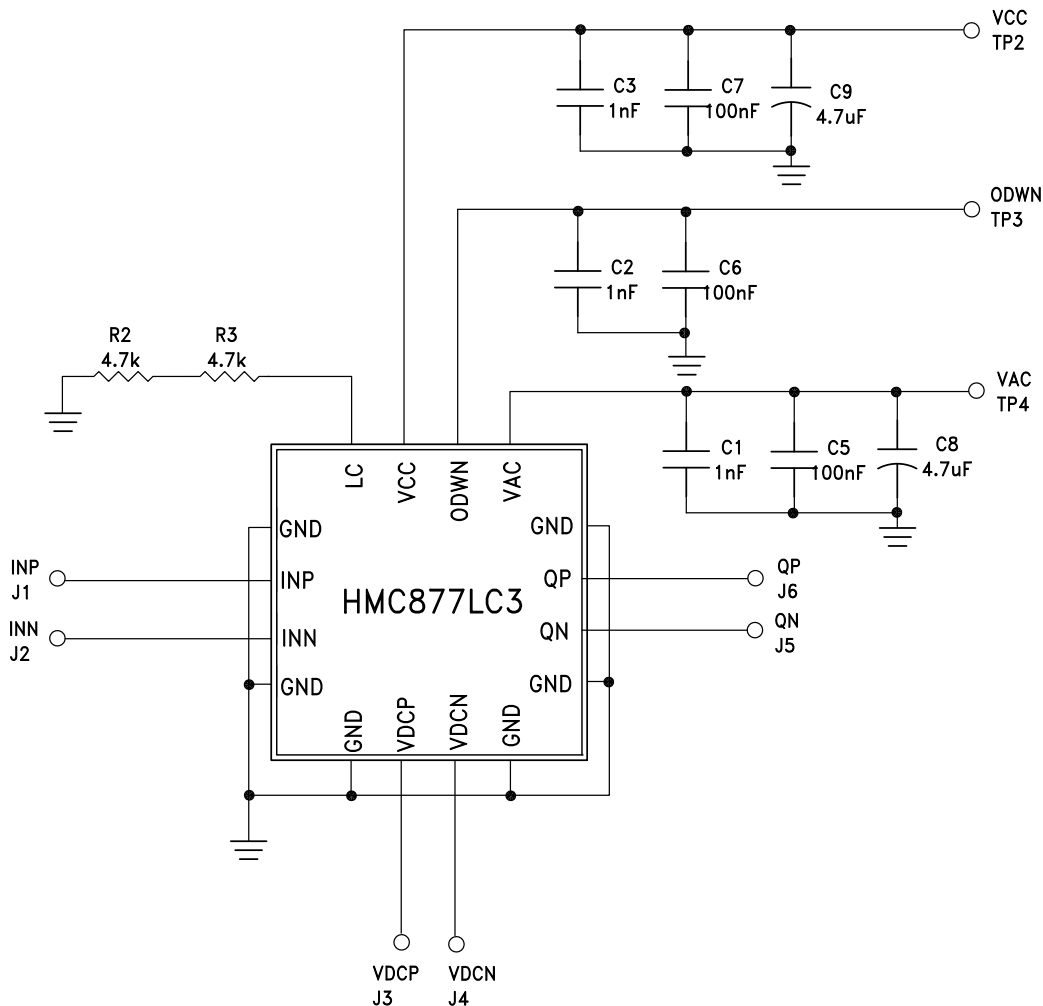 VCC
TP2
C3
1nF
C7
100nF
C9
4.7uF
ODWN
TP3
C2
1nF
C6
100nF
R2
4.7k
R3
4.7k
VAC
TP4
C1
1nF
C5
100nF
C8
4.7uF
LC
VCC
ODWN
VAC
GND
GND
INP
J1
INP
HMC877LC3
QP
QP
J6
INN
J2
INN
QN
QN
J5
GND
GND
GND
VDCP
VDCN
GND
VDCP
J3
VDCN
J4